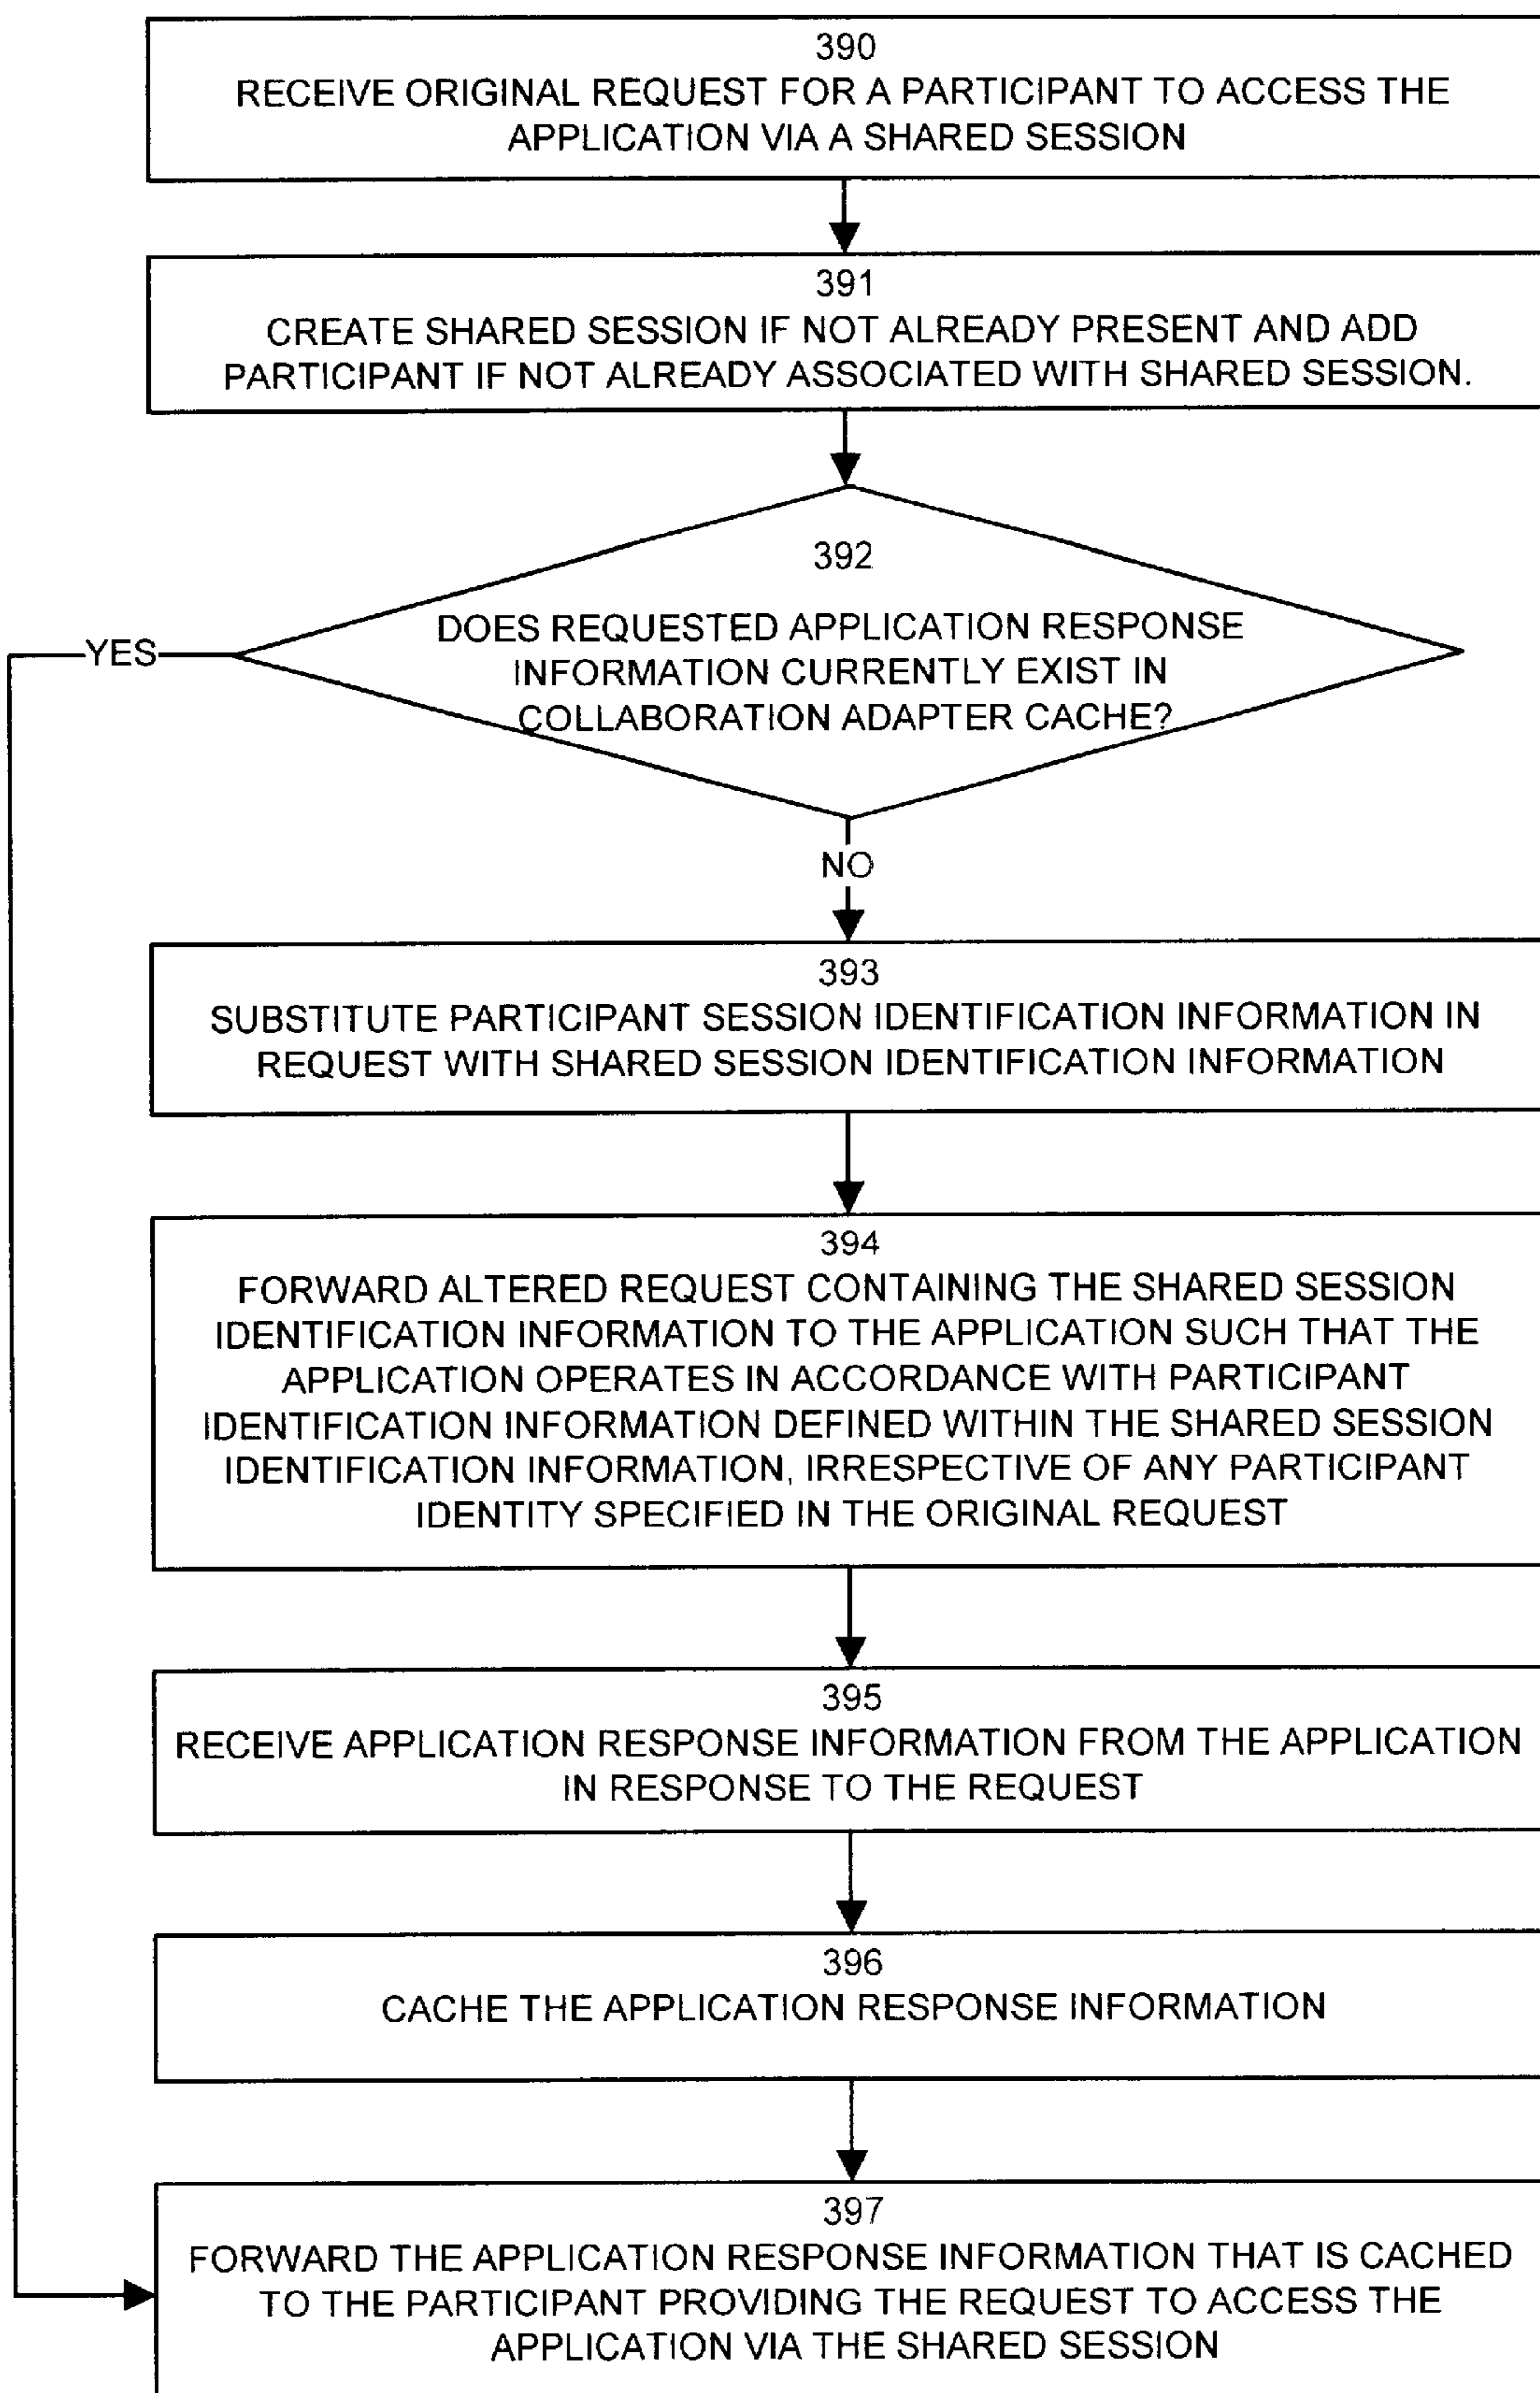 390
RECEIVE ORIGINAL REQUEST FOR A PARTICIPANT TO ACCESS THE
APPLICATION VIA A SHARED SESSION
391
CREATE SHARED SESSION IF NOT ALREADY PRESENT AND ADD
PARTICIPANT IF NOT ALREADY ASSOCIATED WITH SHARED SESSION.
392
DOES REQUESTED APPLICATION RESPONSE
INFORMATION CURRENTLY EXIST IN
COLLABORATION ADAPTER CACHE?
YES
NO
393
SUBSTITUTE PARTICIPANT SESSION IDENTIFICATION INFORMATION IN
REQUEST WITH SHARED SESSION IDENTIFICATION INFORMATION
394
FORWARD ALTERED REQUEST CONTAINING THE SHARED SESSION
IDENTIFICATION INFORMATION TO THE APPLICATION SUCH THAT THE
APPLICATION OPERATES IN ACCORDANCE WITH PARTICIPANT
IDENTIFICATION INFORMATION DEFINED WITHIN THE SHARED SESSION
IDENTIFICATION INFORMATION, IRRESPECTIVE OF ANY PARTICIPANT
IDENTITY SPECIFIED IN THE ORIGINAL REQUEST
395
RECEIVE APPLICATION RESPONSE INFORMATION FROM THE APPLICATION
IN RESPONSE TO THE REQUEST
396
CACHE THE APPLICATION RESPONSE INFORMATION
397
FORWARD THE APPLICATION RESPONSE INFORMATION THAT IS CACHED
TO THE PARTICIPANT PROVIDING THE REQUEST TO ACCESS THE
APPLICATION VIA THE SHARED SESSION